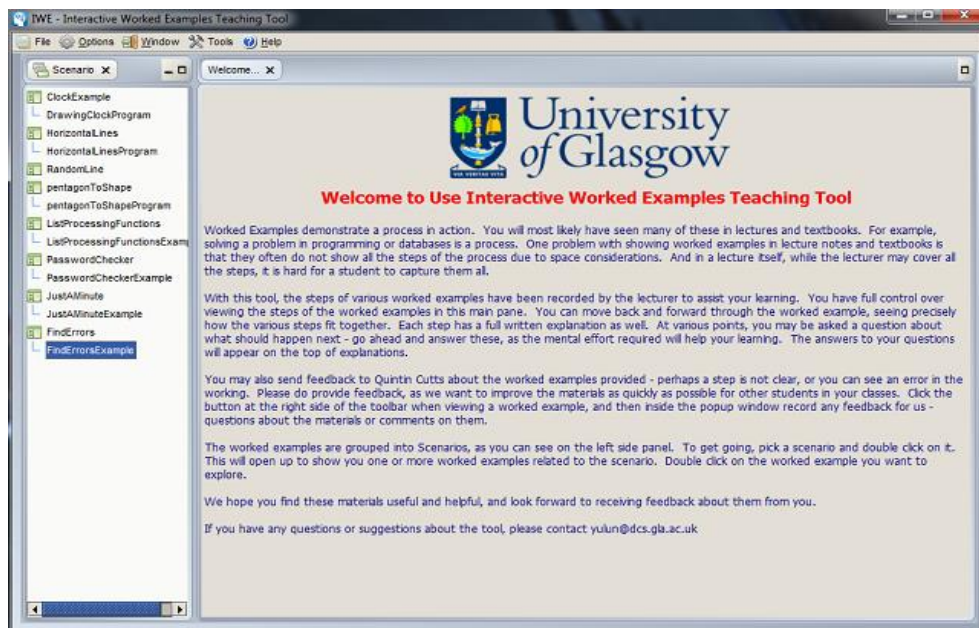 IWE - Interactive Worked Examples Teaching Tool
File Options Window Tools Help
Scenario
Welcome...
ClockExample
DrawingClockProgram
HorizontalLines
HorizontalLinesProgram
RandomLine
pentagonToShape
pentagonToShapeProgram
ListProcessingFunctions
ListProcessingFunctionsExam
PasswordChecker
PasswordCheckerExample
JustAMinute
JustAMinuteExample
FindErrors
FindErrorsExample
University
of Glasgow
VIA VERITAS VITA
Welcome to Use Interactive Worked Examples Teaching Tool
Worked Examples demonstrate a process in action. You will most likely have seen many of these in lectures and textbooks. For example,
solving a problem in programming or databases is a process. One problem with showing worked examples in lecture notes and textbooks is
that they often do not show all the steps of the process due to space considerations. And in a lecture itself, while the lecturer may cover all
the steps, it is hard for a student to capture them all.
With this tool, the steps of various worked examples have been recorded by the lecturer to assist your learning. You have full control over
viewing the steps of the worked examples in this main pane. You can move back and forward through the worked example, seeing precisely
how the various steps fit together. Each step has a full written explanation as well. At various points, you may be asked a question about
what should happen next - go ahead and answer these, as the mental effort required will help your learning. The answers to your questions
will appear on the top of explanations.
You may also send feedback to Quintin Cutts about the worked examples provided - perhaps a step is not clear, or you can see an error in the
working. Please do provide feedback, as we want to improve the materials as quickly as possible for other students in your classes. Click the
button at the right side of the toolbar when viewing a worked example, and then inside the popup window record any feedback for us -
questions about the materials or comments on them.
The worked examples are grouped into Scenarios, as you can see on the left side panel. To get going, pick a scenario and double click on it.
This will open up to show you one or more worked examples related to the scenario. Double click on the worked example you want to
explore.
We hope you find these materials useful and helpful, and look forward to receiving feedback about them from you.
If you have any questions or suggestions about the tool, please contact yulun@dcs.gla.ac.uk